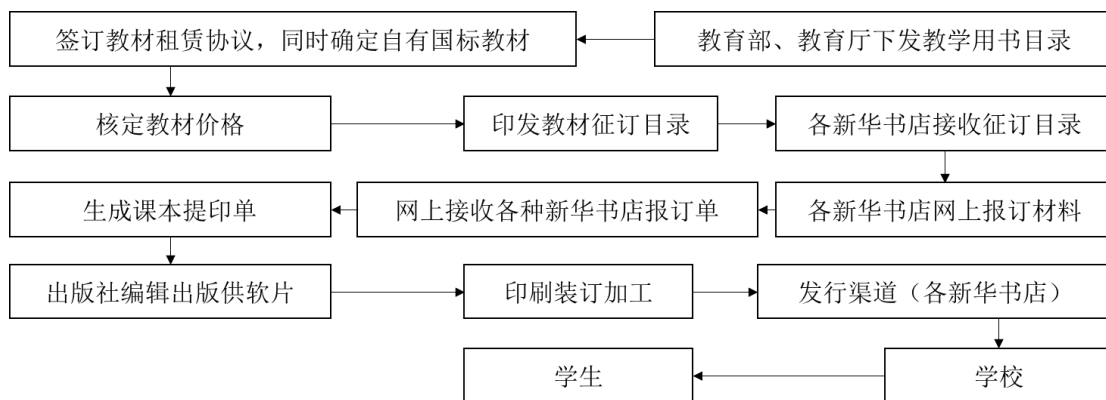 签订教材租赁协议，同时确定自有国标教材
教育部、教育厅下发教学用书目录
核定教材价格
印发教材征订目录
各新华书店接收征订目录
生成课本提印单
网上接收各种新华书店报订单
各新华书店网上报订材料
出版社编辑出版供软片
印刷装订加工
发行渠道（各新华书店）
学生
学校